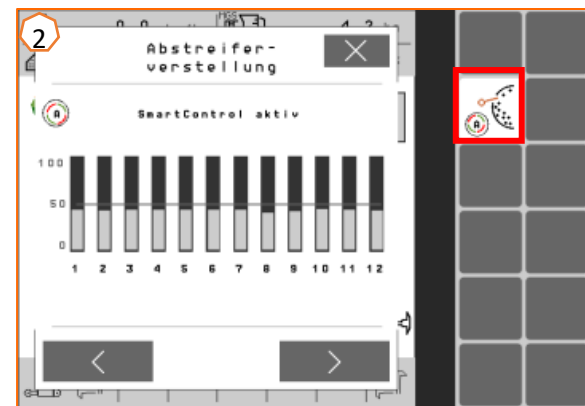 2
MGS
Abstreifer-
verstellung
A
SmartControl aktiv
A
100
50
0
1 2 3 4 5 6 7 8 9 10 11 12